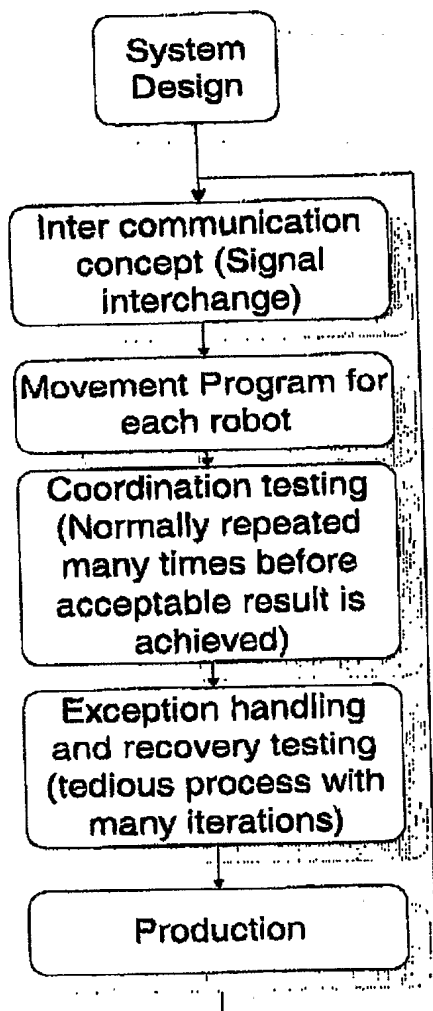 System
Design
Inter communication
concept (Signal
interchange)
Movement Program for
each robot
Coordination testing
(Normally repeated
many times before
acceptable result is
achieved)
Exception handling
and recovery testing
(tedious process with
many iterations)
Production